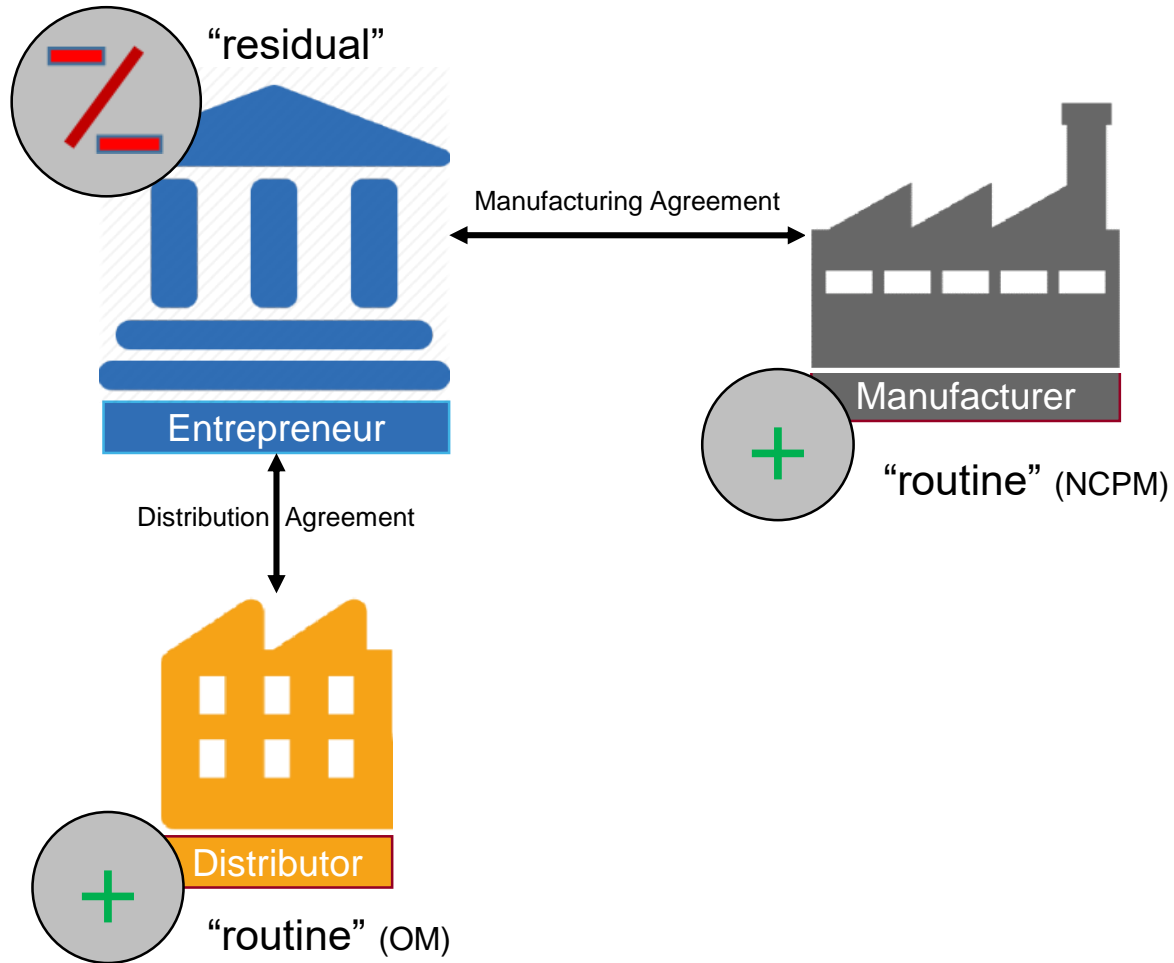 “residual”
Manufacturing Agreement
Entrepreneur
Manufacturer
“routine” (NCPM)
Distribution Agreement
Distributor
“routine” (OM)